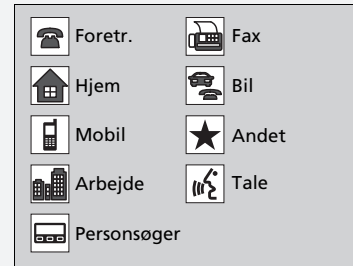 Foretr.
Fax
Hjem
Bil
Mobil
Andet
Arbejde
Tale
Personsøger